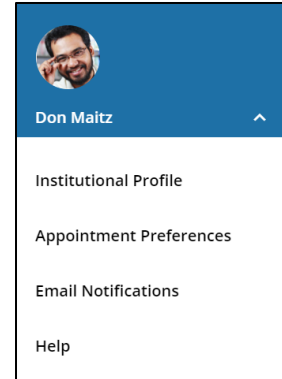 Don Maitz
Institutional Profile
Appointment Preferences
Email Notifications
Help